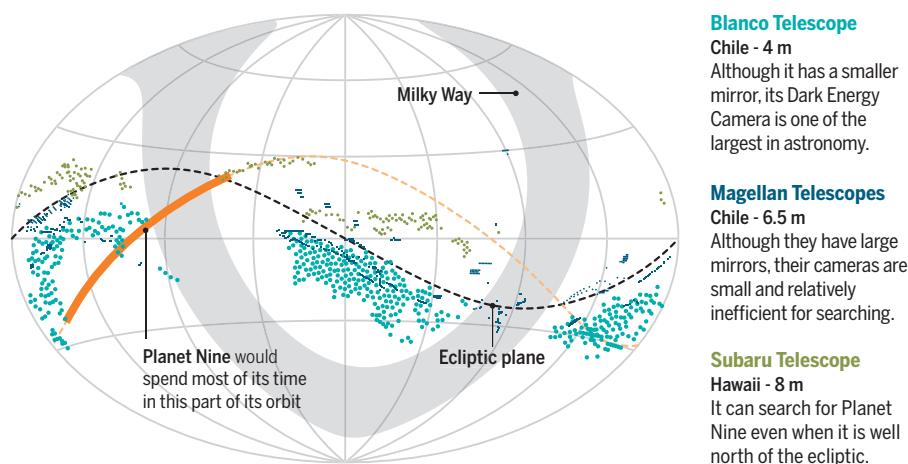 Milky Way
Planet Nine would
spend most of its time
in this part of its orbit
Ecliptic plane
Blanco Telescope
Chile - 4 m
Although it has a smaller
mirror, its Dark Energy
Camera is one of the
largest in astronomy.
Magellan Telescopes
Chile - 6.5 m
Although they have large
mirrors, their cameras are
small and relatively
inefficient for searching.
Subaru Telescope
Hawaii - 8 m
It can search for Planet
Nine even when it is well
north of the ecliptic.